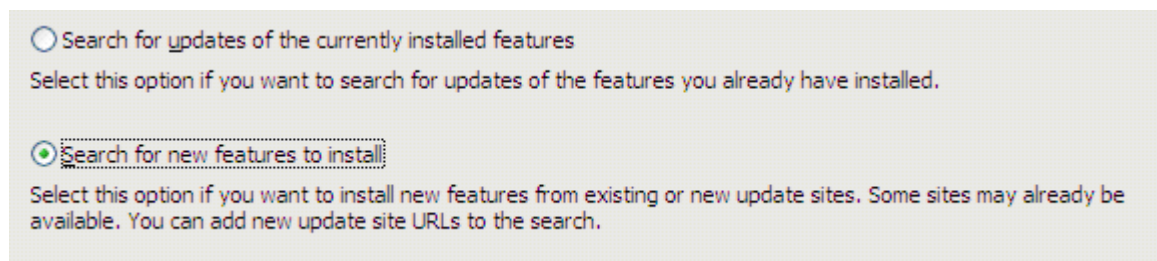 Search for updates of the currently installed features
Select this option if you want to search for updates of the features you already have installed.
Search for new features to install
Select this option if you want to install new features from existing or new update sites. Some sites may already be
available. You can add new update site URLs to the search.